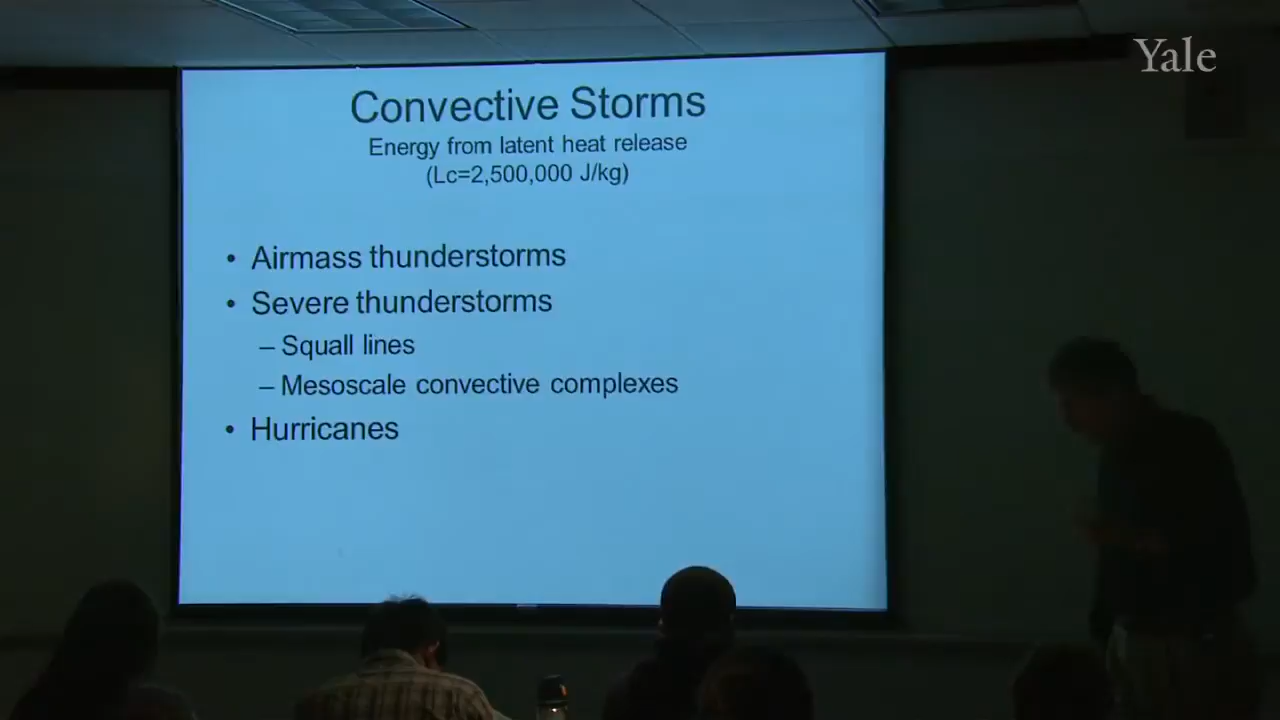 Yale
Convective Storms
Energy from latent heat release
(Lc=2,500,000 J/kg)
• Airmass thunderstorms
• Severe thunderstorms
– Squall lines
– Mesoscale convective complexes
• Hurricanes